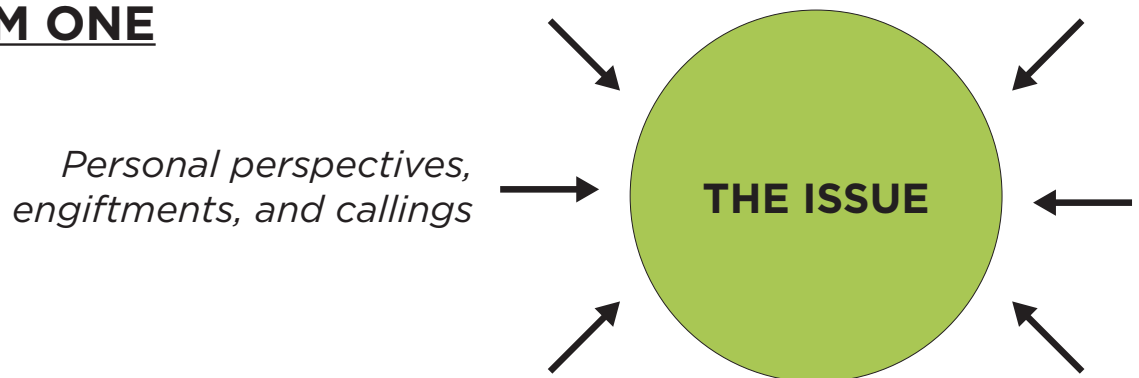 M ONE
Personal perspectives,
engiftments, and callings
THE ISSUE